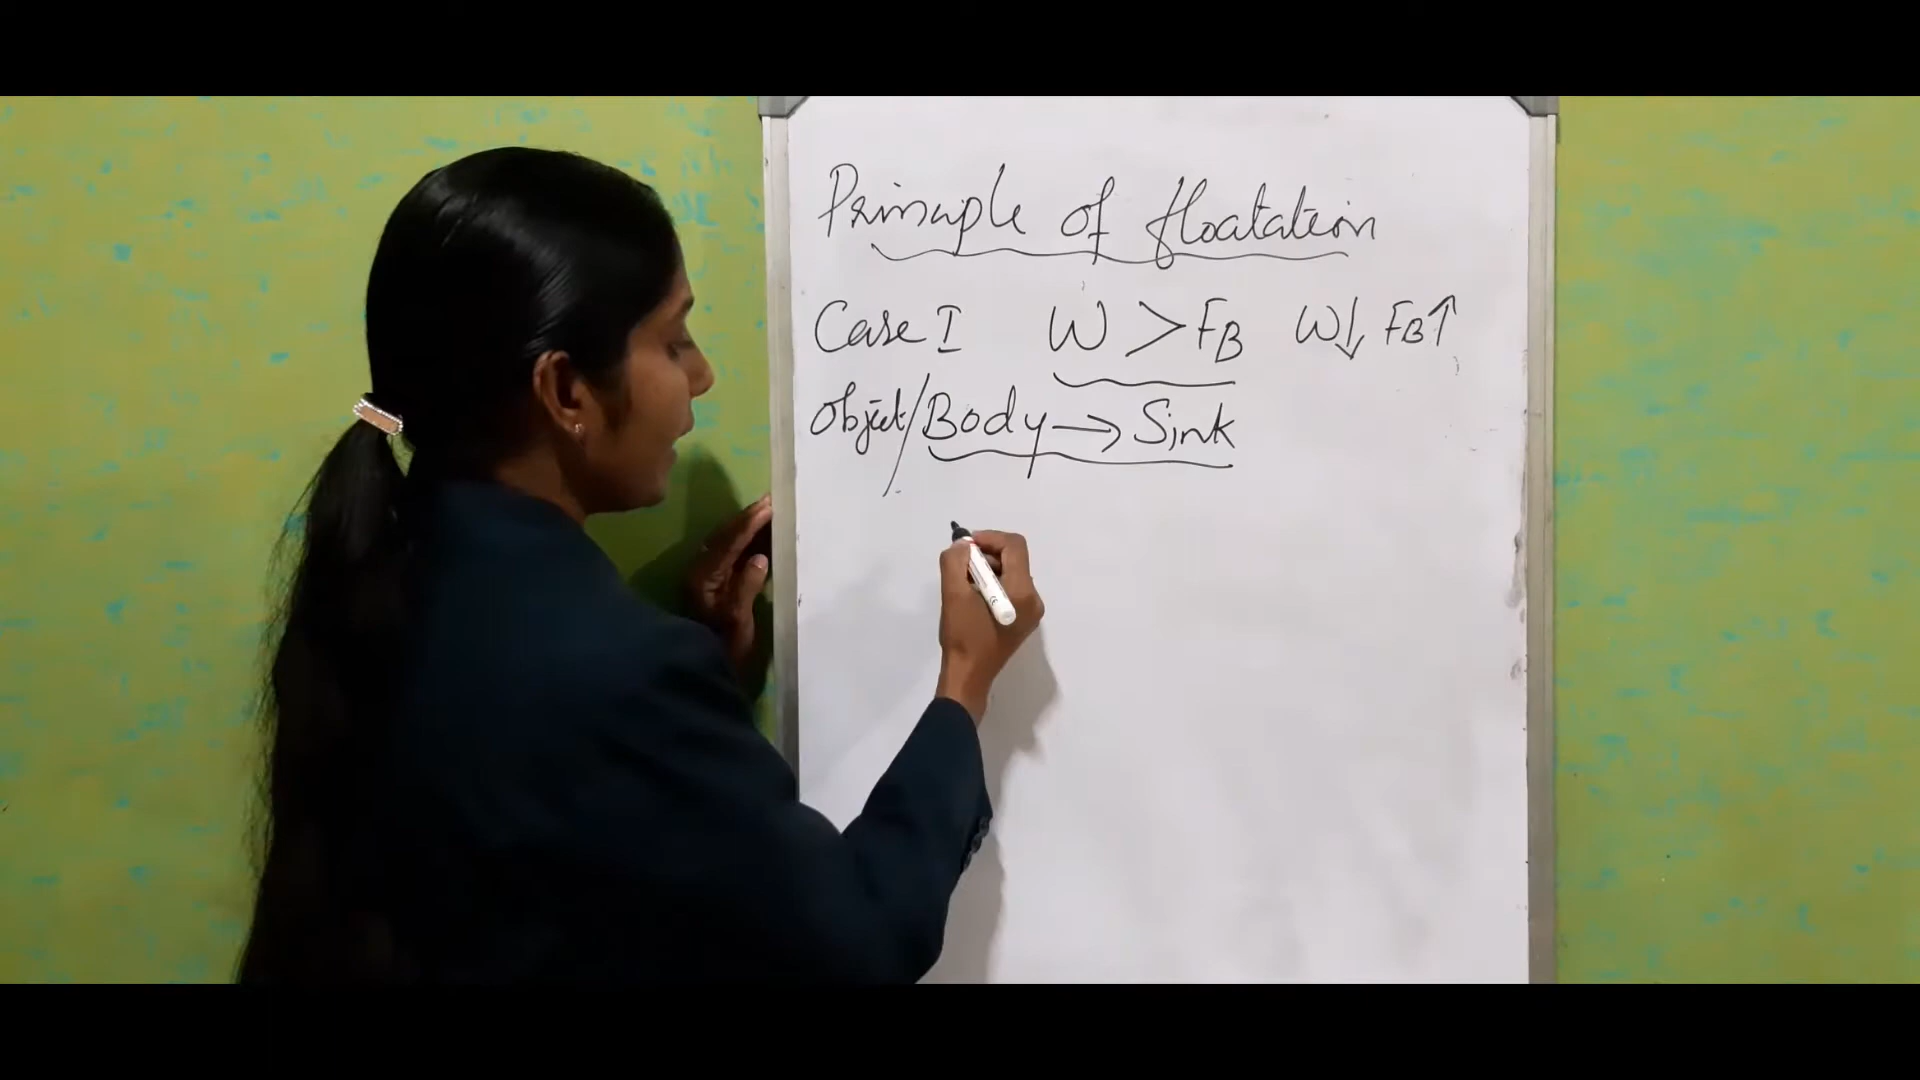 Principle of floatation
Case I W > FB W↓ FB↑
Object/Body → Sink